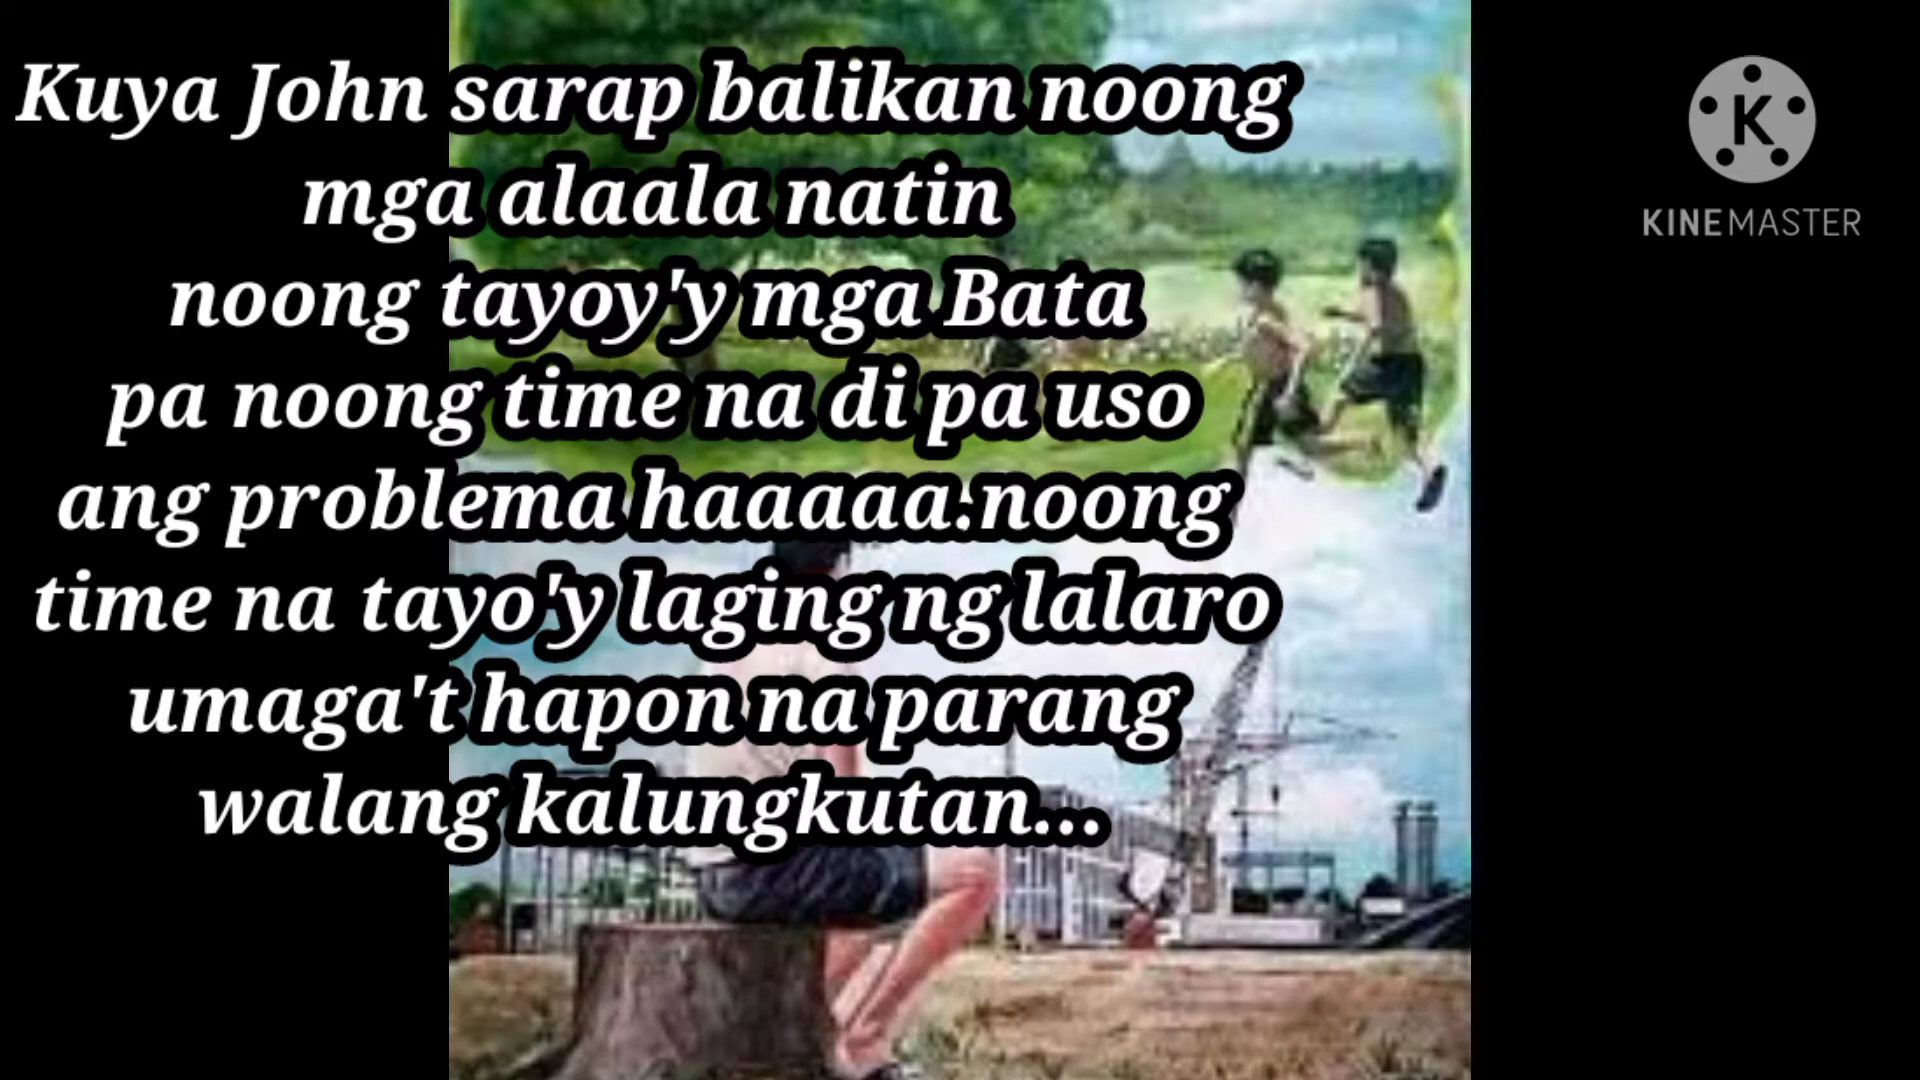 Kuya John sarap balikan noong
mga alaala natin
noong tayoy'y mga Bata
pa noong time na di pa uso
ang problema haaaaa.noong
time na tayo'y laging ng lalaro
umaga't hapon na parang
walang kalungkutan...
K
KINEMASTER